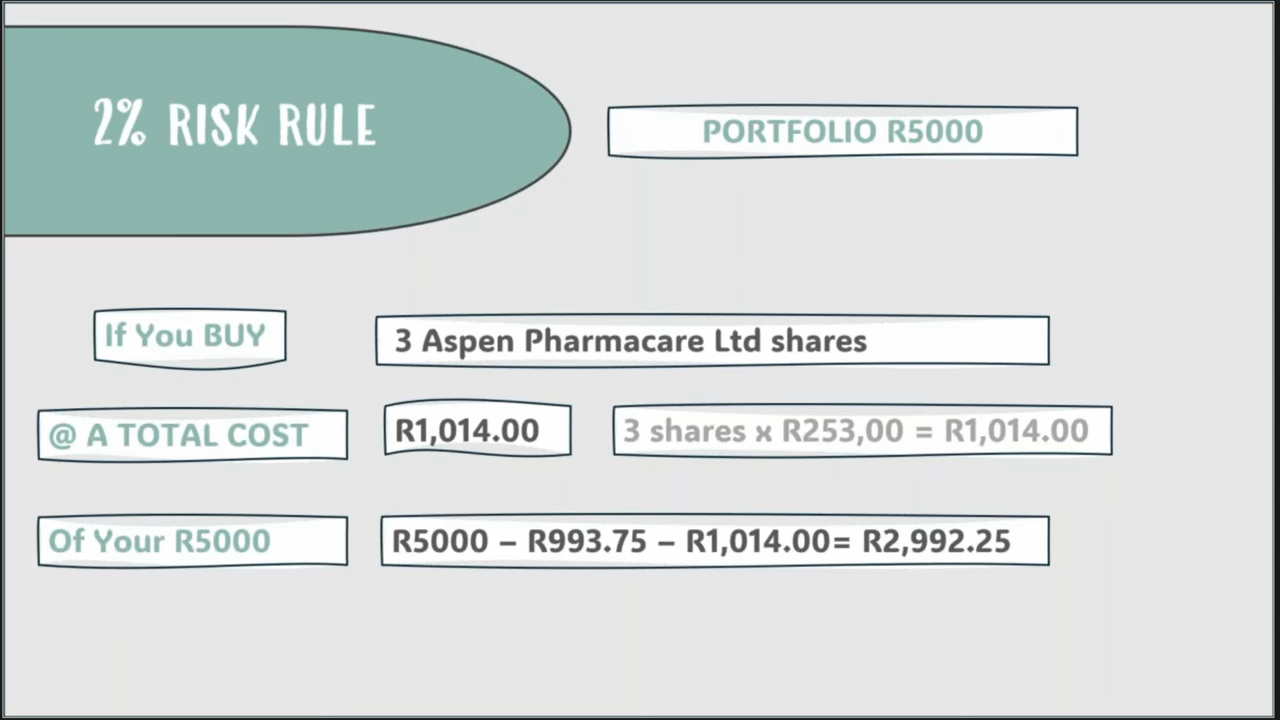 2% RISK RULE
PORTFOLIO R5000
If You BUY
3 Aspen Pharmacare Ltd shares
@ A TOTAL COST
R1,014.00
3 shares x R253,00 = R1,014.00
Of Your R5000
R5000 – R993.75 – R1,014.00= R2,992.25